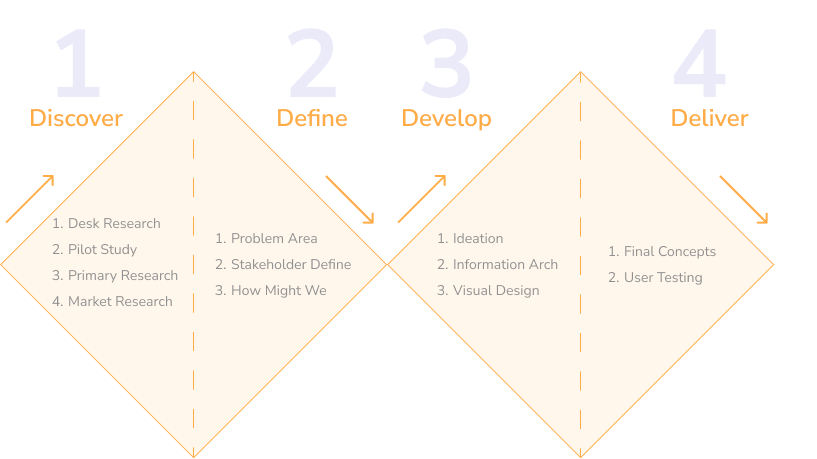 1
Discover
1. Desk Research
2. Pilot Study
3. Primary Research
4. Market Research
2
Define
1. Problem Area
2. Stakeholder Define
3. How Might We
3
Develop
1. Ideation
2. Information Arch
3. Visual Design
4
Deliver
1. Final Concepts
2. User Testing